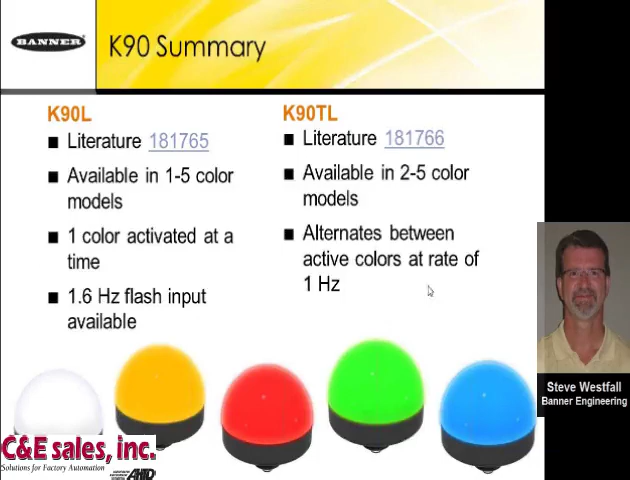 BANNER
K90 Summary
K90L
Literature 181765
Available in 1-5 color
models
1 color activated at a
time
1.6 Hz flash input
available
K90TL
Literature 181766
Available in 2-5 color
models
Alternates between
active colors at rate of
1 Hz
Steve Westfall
Banner Engineering
C&E sales, inc.
Solutions for Factory Automation
AHTD